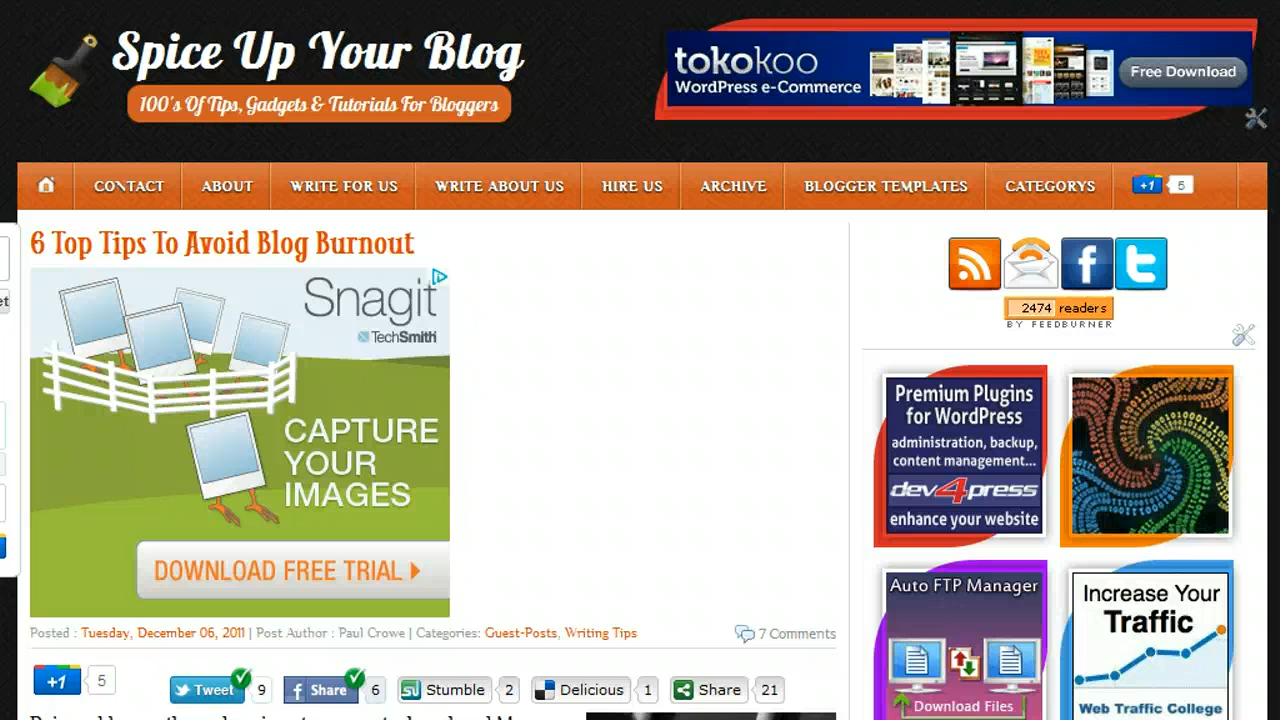 Spice Up Your Blog
100's Of Tips, Gadgets & Tutorials For Bloggers
tokokoo
WordPress e-Commerce
Free Download
CONTACT
ABOUT
WRITE FOR US
WRITE ABOUT US
HIRE US
ARCHIVE
BLOGGER TEMPLATES
CATEGORYS
+1 5
6 Top Tips To Avoid Blog Burnout
Snagit
TechSmith
CAPTURE
YOUR
IMAGES
DOWNLOAD FREE TRIAL
Posted : Tuesday, December 06, 2011 | Post Author : Paul Crowe | Categories: Guest-Posts, Writing Tips
7 Comments
+1 5
Tweet 9
Share 6
Stumble 2
Delicious 1
Share 21
2474 readers
BY FEEDBURNER
Premium Plugins
for WordPress
administration, backup,
content management...
dev4press
enhance your website
Auto FTP Manager
Download Files
Increase Your
Traffic
Web Traffic College